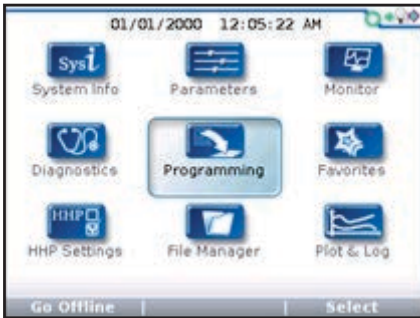 01/01/2000 12:05:22 AM
Sysi
System Info
Parameters
Monitor
Diagnostics
Programming
Favorites
HHP
HHP Settings
File Manager
Plot & Log
Go Offline
Select